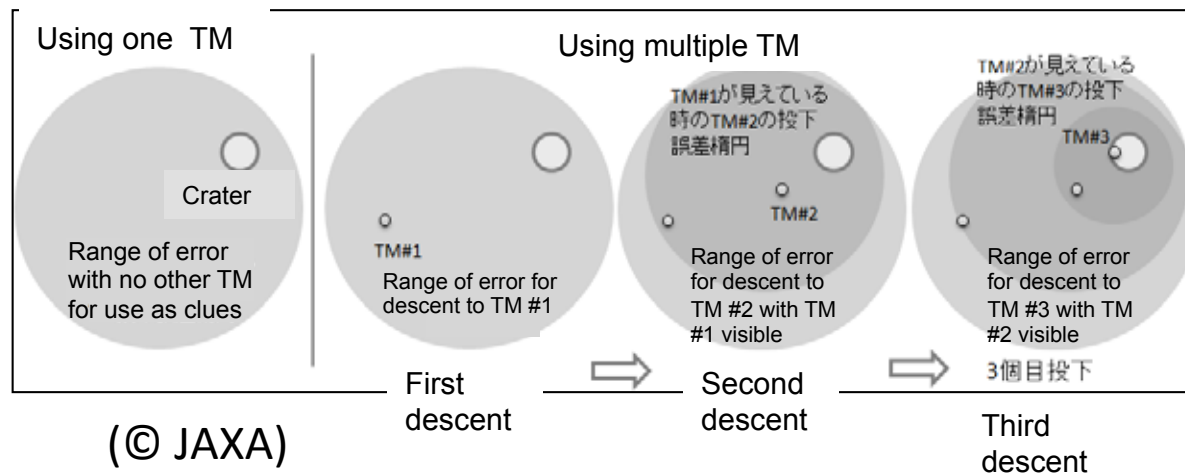 Using one TM
Using multiple TM
Crater
Range of error
with no other TM
for use as clues
TM#1
Range of error for
descent to TM #1
TM#1が見えている
時のTM#2の投下
誤差楕円
TM#2
Range of error
for descent to
TM #2 with TM
#1 visible
TM#2が見えている
時のTM#3の投下
誤差楕円
TM#3
Range of error
for descent to
TM #3 with TM
#2 visible
First
descent
Second
descent
3個目投下
Third
descent
(© JAXA)